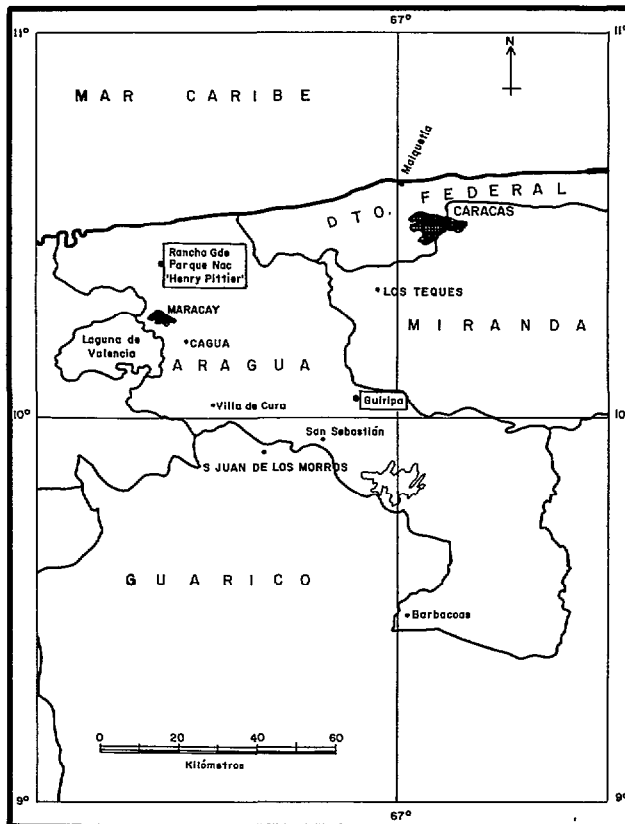 67°
11°
11°
N
MAR CARIBE
Maiquetía
DTO. FEDERAL
CARACAS
Rancha Gde
Parque Nac
'Henry Pittier'
LOS TEQUES
MARACAY
MIRANDA
Laguna de
Valencia
CAGUA
ARAGUA
Guiripa
Villa de Cura
10°
10°
San Sebastián
S JUAN DE LOS MORROS
GUARICO
Barbacoas
0 20 40 60
Kilómetros
9°
9°
67°